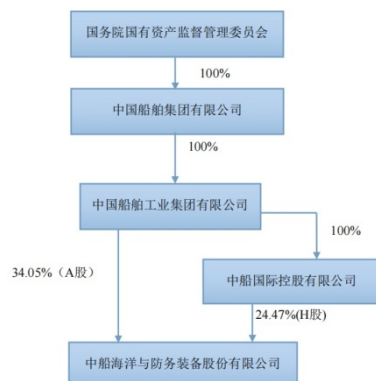 国务院国有资产监督管理委员会
100%
中国船舶集团有限公司
100%
中国船舶工业集团有限公司
100%
34.05%（A股）
中船国际控股有限公司
24.47%(H股)
中船海洋与防务装备股份有限公司